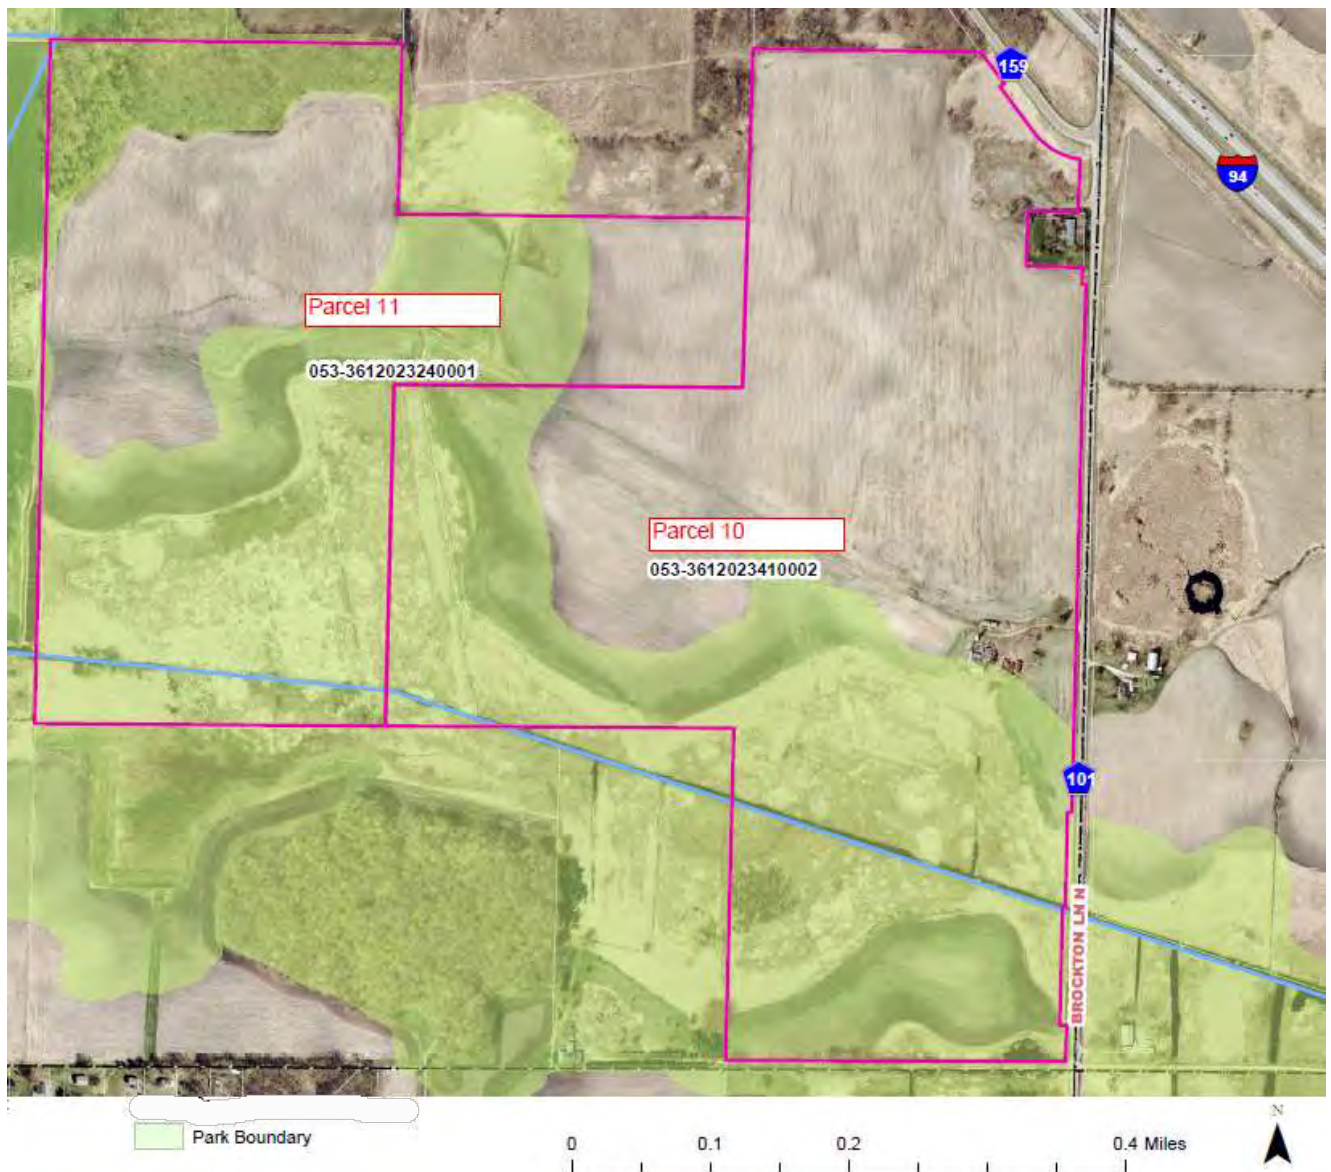 159
94
Parcel 11
053-3612023240001
Parcel 10
053-3612023410002
101
BROCKTON LN N
Park Boundary
0 0.1 0.2 0.4 Miles
N